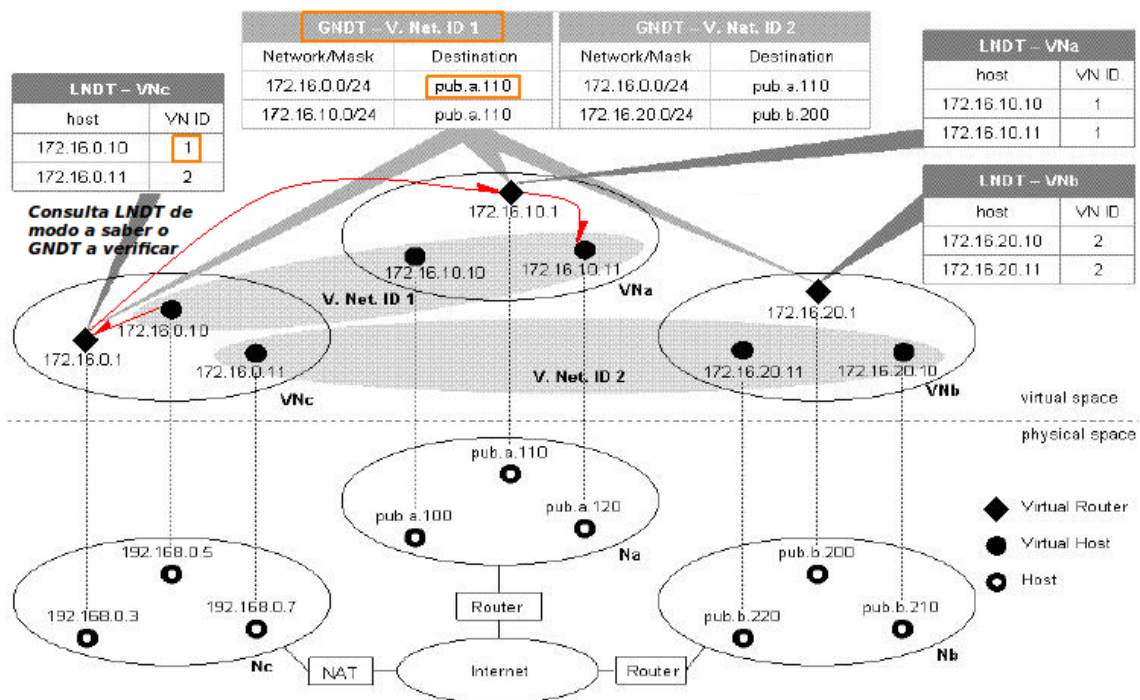 GNDT – V. Net. ID 1
GNDT – V. Net. ID 2
Network/Mask Destination
Network/Mask Destination
172.16.0.0/24 pub.a.110
172.16.0.0/24 pub.a.110
172.16.10.0/24 pub.a.110
172.16.20.0/24 pub.b.200
LNDT – VNa
host VN ID
172.16.10.10 1
172.16.10.11 1
LNDT – VNc
host VN ID
172.16.0.10 1
172.16.0.11 2
LNDT – VNb
host VN ID
172.16.20.10 2
172.16.20.11 2
Consulta LNDT de
modo a saber o
GNDT a verificar
172.16.10.1
172.16.10.10
172.16.10.11
VNa
V. Net. ID 1
172.16.0.10
172.16.0.1
172.16.0.11
VNc
V. Net. ID 2
172.16.20.1
172.16.20.11
172.16.20.10
VNb
virtual space
physical space
pub.a.110
pub.a.100
pub.a.120
Na
192.168.0.5
192.168.0.3
192.168.0.7
Nc
pub.b.200
pub.b.220
pub.b.210
Nb
Router
NAT
Internet
Router
Virtual Router
Virtual Host
Host